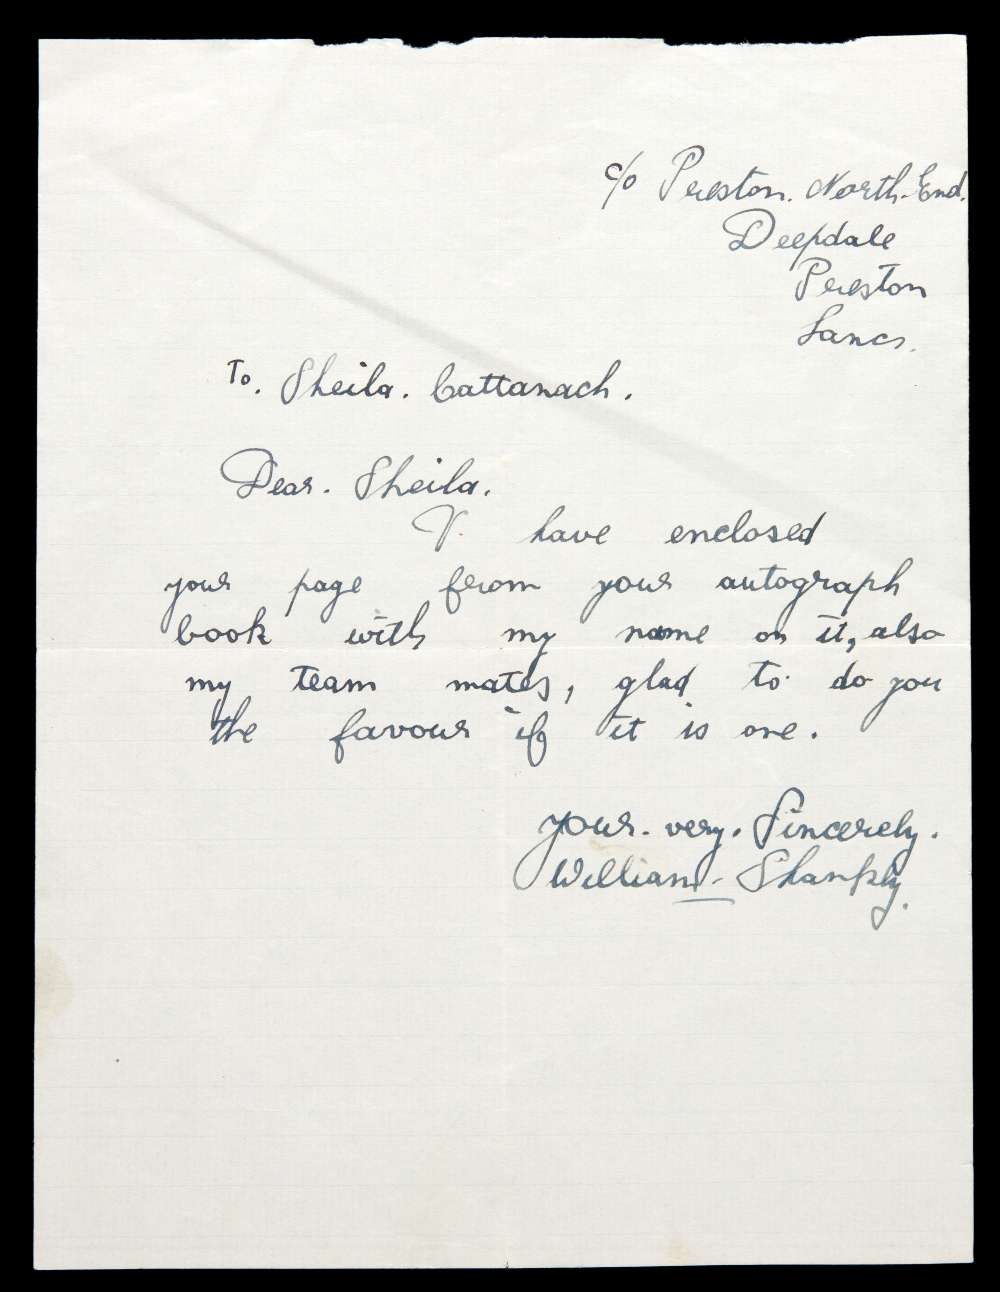 c/o Preston. North-End.
Deepdale
Preston
Lancs.
To. Sheila. Cattanach.
Dear. Sheila.
I have enclosed
your page from your autograph
book with my name on it, also
my team mates, glad to do you
the favour if it is one.
yours. very. Sincerely.
William - Shankly.